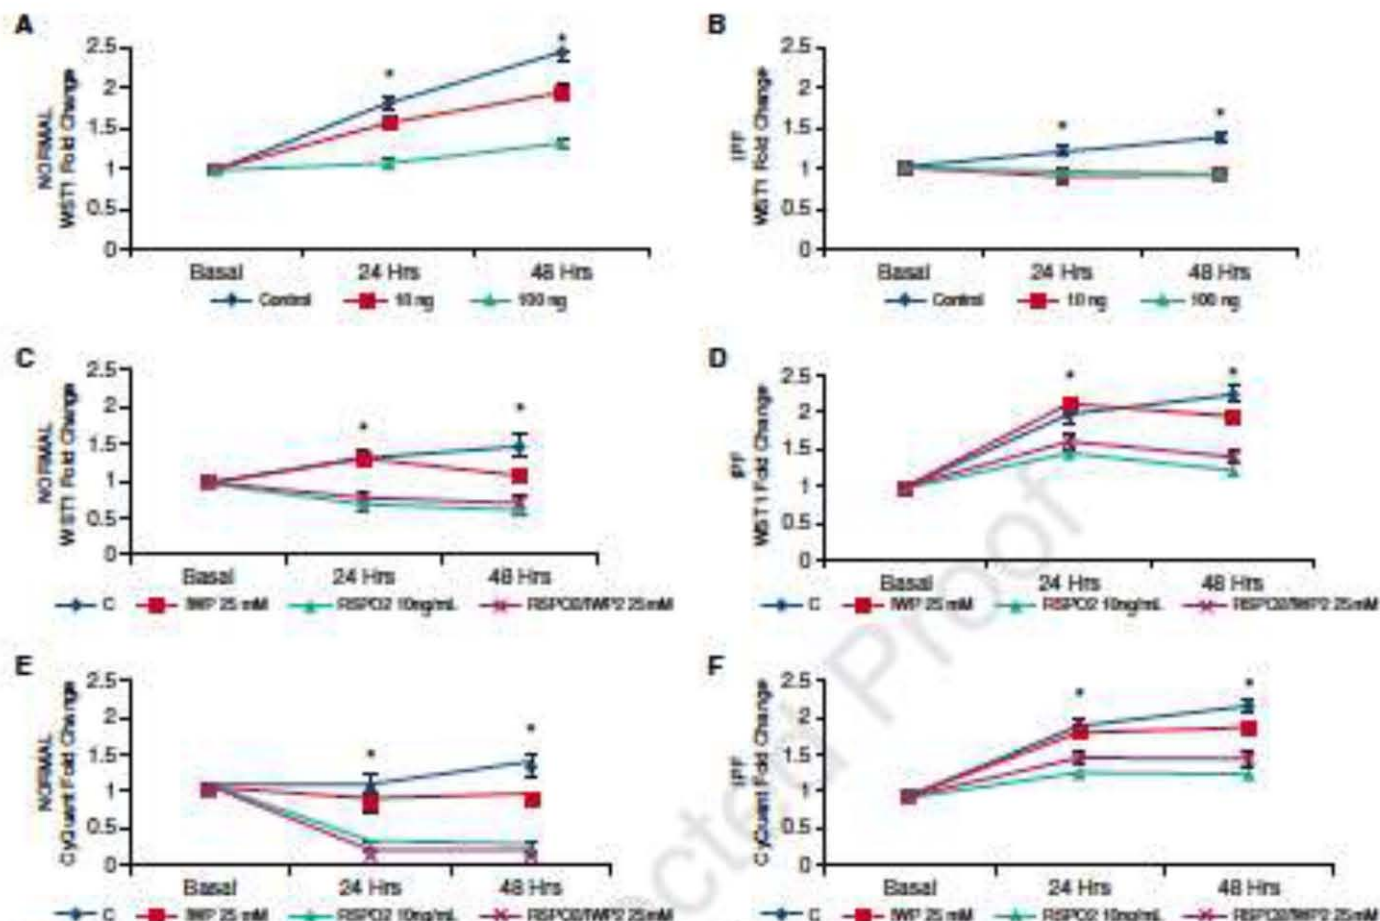 A
NORMAL
WST1 Fold Change
2.5
2
1.5
1
0.5
0
*
*
Basal 24 Hrs 48 Hrs
Control 10 ng 100 ng
B
IPF
WST1 Fold Change
2.5
2
1.5
1
0.5
0
*
*
Basal 24 Hrs 48 Hrs
Control 10 ng 100 ng
C
NORMAL
WST1 Fold Change
2.5
2
1.5
1
0.5
0
*
*
Basal 24 Hrs 48 Hrs
C IWP 25 mM RSPO2 10ng/mL RSPO2/IWP2 25mM
D
IPF
WST1 Fold Change
2.5
2
1.5
1
0.5
0
*
*
Basal 24 Hrs 48 Hrs
C IWP 25 mM RSPO2 10ng/mL RSPO2/IWP2 25mM
E
NORMAL
CyQuant Fold Change
2.5
2
1.5
1
0.5
0
*
*
Basal 24 Hrs 48 Hrs
C IWP 25 mM RSPO2 10ng/mL RSPO2/IWP2 25mM
F
IPF
CyQuant Fold Change
2.5
2
1.5
1
0.5
0
*
*
Basal 24 Hrs 48 Hrs
C IWP 25 mM RSPO2 10ng/mL RSPO2/IWP2 25mM
cted Proof